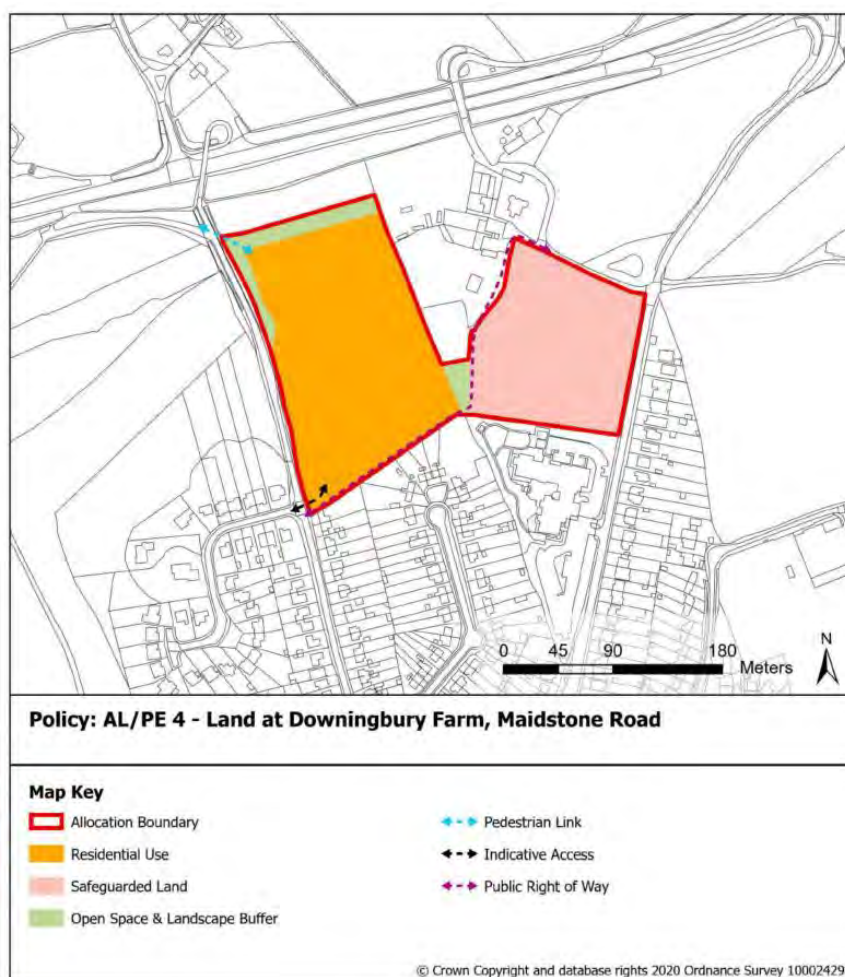 N
0 45 90 180
Meters
Policy: AL/PE 4 - Land at Downingbury Farm, Maidstone Road
Map Key
Allocation Boundary
Residential Use
Safeguarded Land
Open Space & Landscape Buffer
Pedestrian Link
Indicative Access
Public Right of Way
© Crown Copyright and database rights 2020 Ordnance Survey 10002429